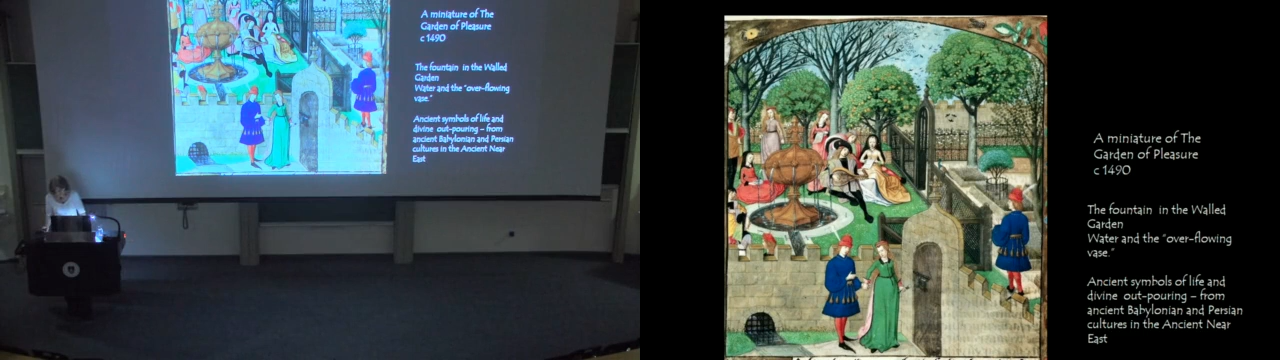 A miniature of The
Garden of Pleasure
c 1490
The fountain in the Walled
Garden
Water and the "over-flowing
vase."
Ancient symbols of life and
divine out-pouring – from
ancient Babylonian and Persian
cultures in the Ancient Near
East
A miniature of The
Garden of Pleasure
c 1490
The fountain in the Walled
Garden
Water and the "over-flowing
vase."
Ancient symbols of life and
divine out-pouring – from
ancient Babylonian and Persian
cultures in the Ancient Near
East